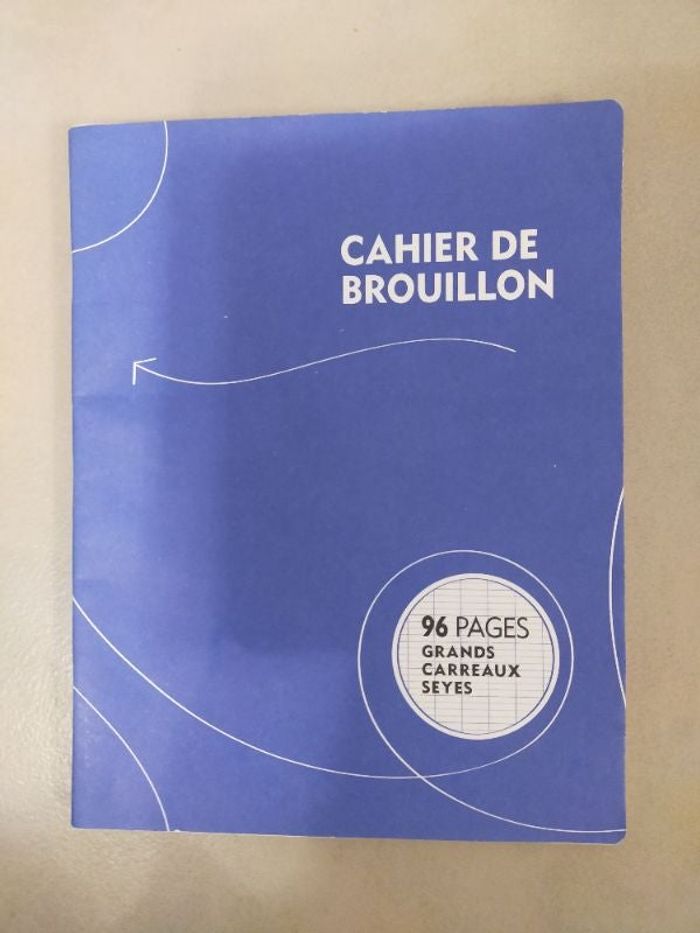 CAHIER DE
BROUILLON
96 PAGES
GRANDS
CARREAUX
SEYES